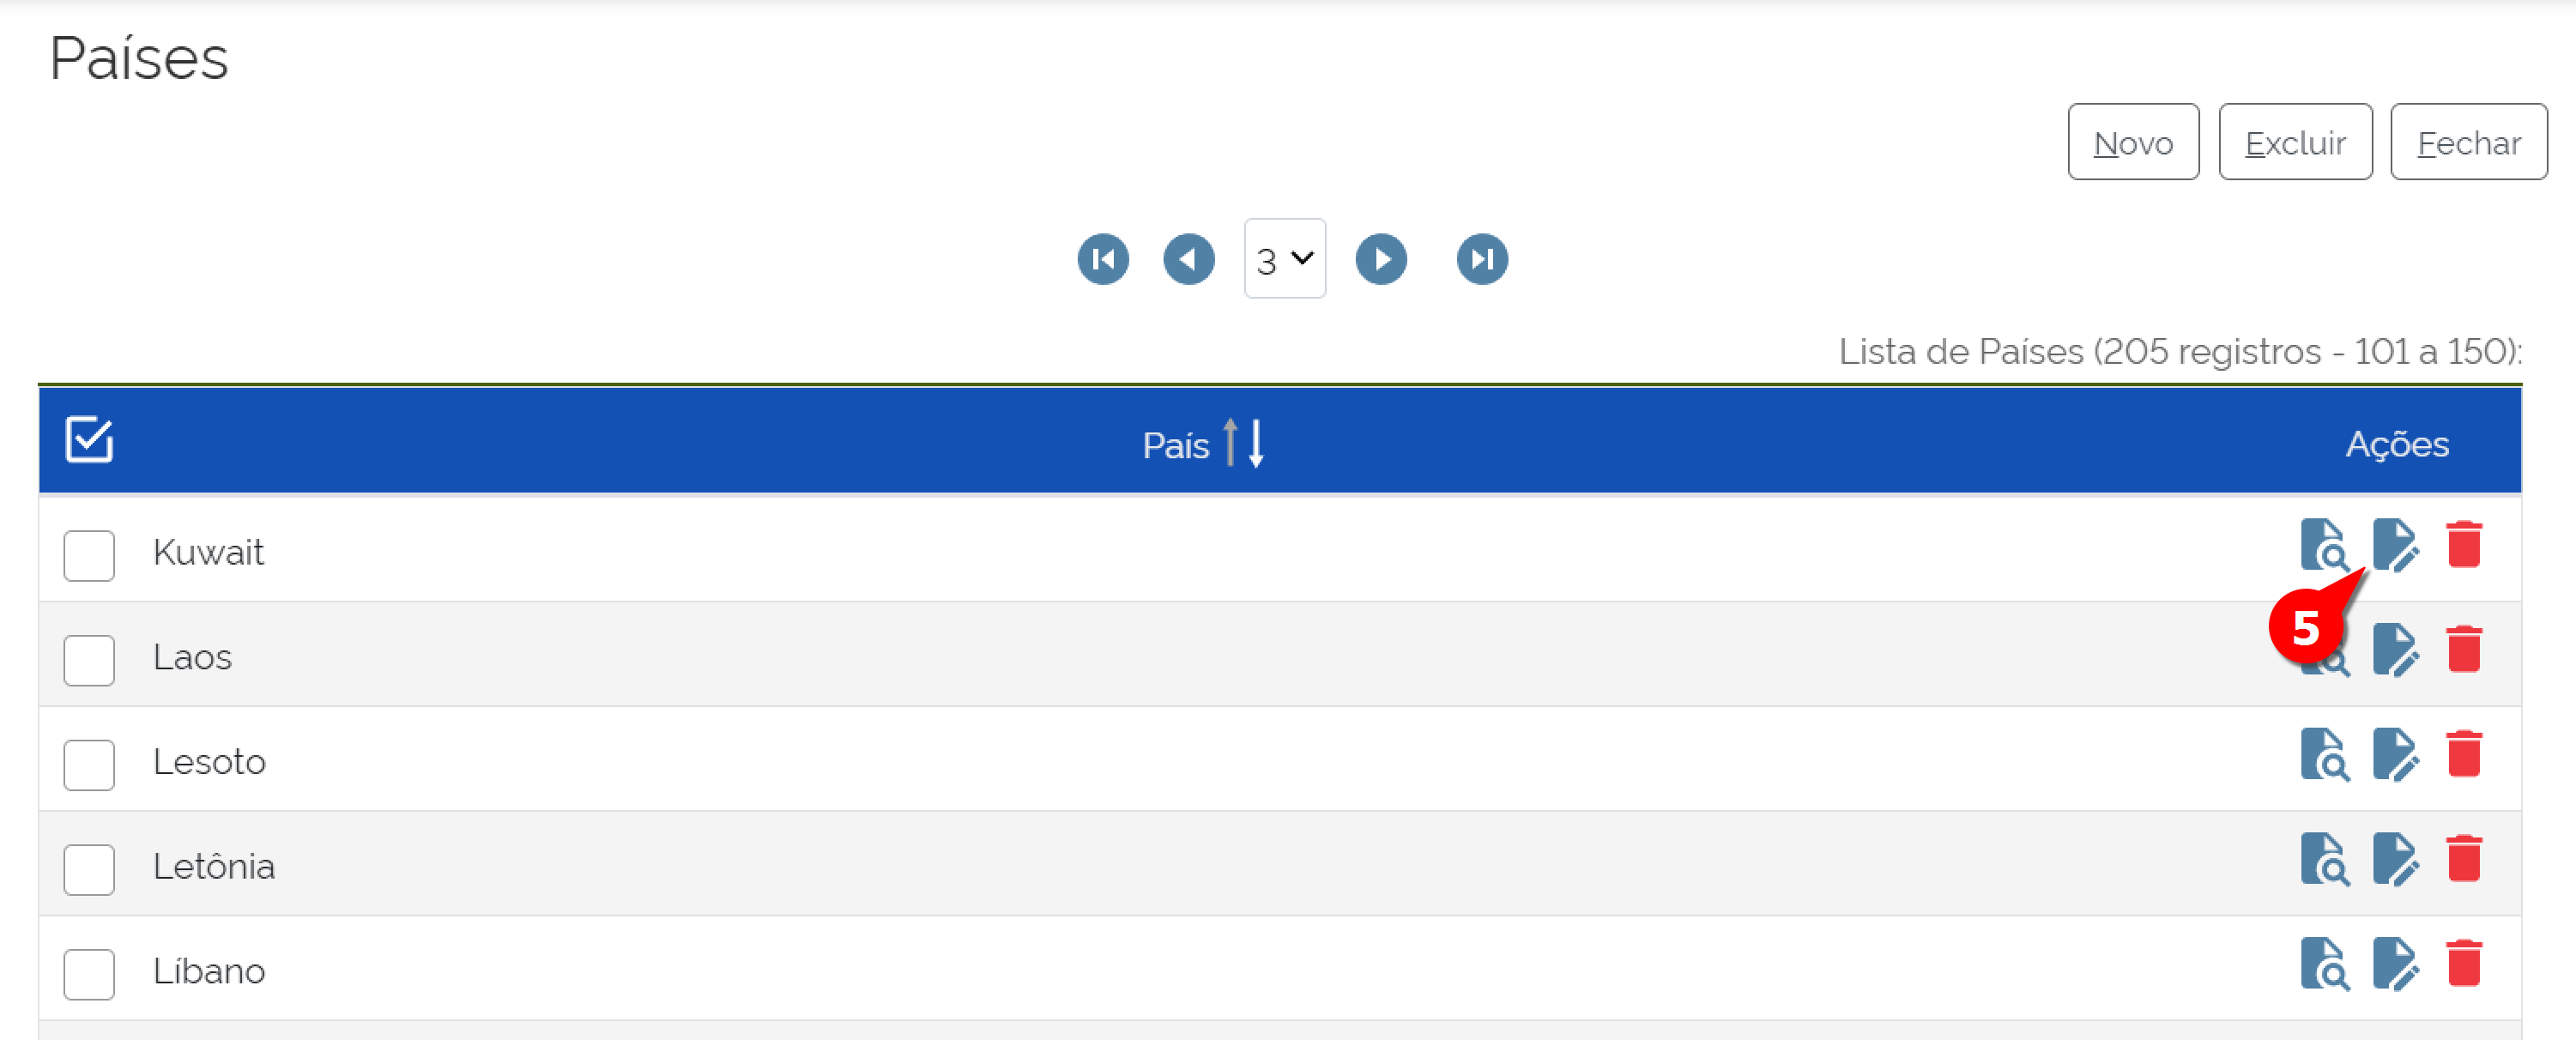 Países
Novo Excluir Fechar
3
Lista de Países (205 registros - 101 a 150):
País Ações
Kuwait
5
Laos
Lesoto
Letônia
Líbano